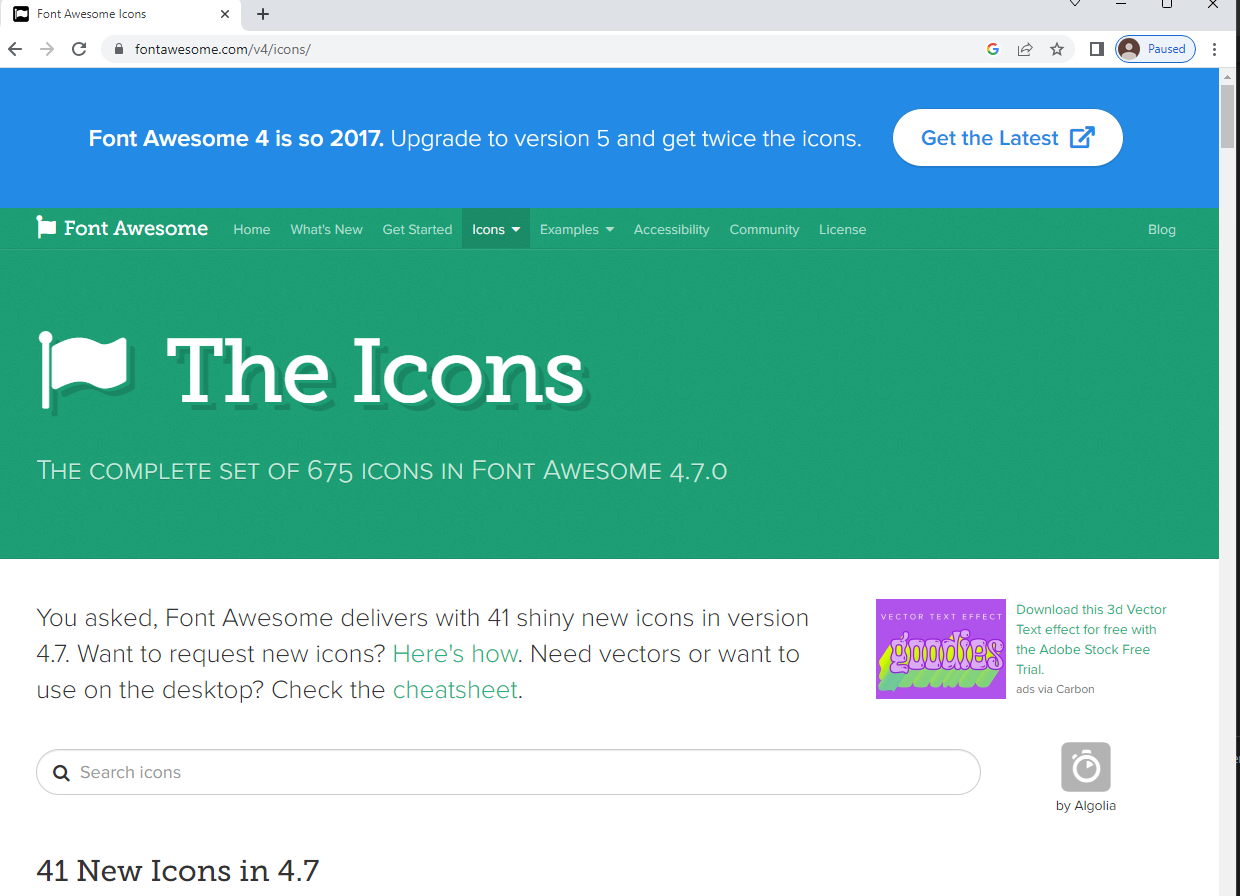 Font Awesome Icons
fontawesome.com/v4/icons/
Paused
Font Awesome 4 is so 2017. Upgrade to version 5 and get twice the icons.
Get the Latest
Font Awesome Home What's New Get Started Icons Examples Accessibility Community License Blog
The Icons
The complete set of 675 icons in Font Awesome 4.7.0
You asked, Font Awesome delivers with 41 shiny new icons in version
4.7. Want to request new icons? Here's how. Need vectors or want to
use on the desktop? Check the cheatsheet.
VECTOR TEXT EFFECT
goodies
Download this 3d Vector
Text effect for free with
the Adobe Stock Free
Trial.
ads via Carbon
Search icons
by Algolia
41 New Icons in 4.7